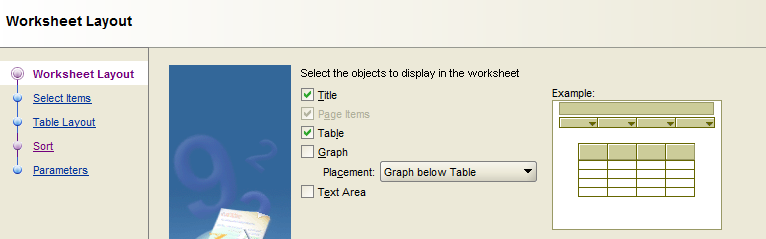 Worksheet Layout
Worksheet Layout
Select Items
Table Layout
Sort
Parameters
Select the objects to display in the worksheet
Title
Page Items
Table
Graph
Placement: Graph below Table
Text Area
Example: